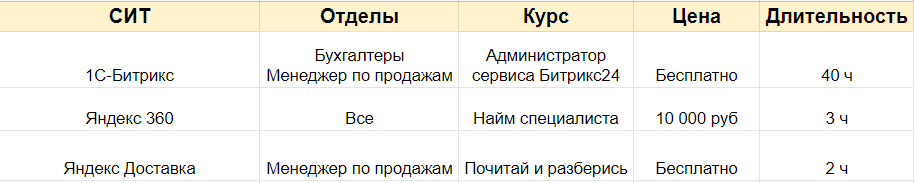 СИТ Отделы Курс Цена Длительность
Бухгалтеры Администратор
1С-Битрикс Менеджер по продажам сервиса Битрикс24 Бесплатно 40 ч
Яндекс 360 Все Найм специалиста 10 000 руб 3 ч
Яндекс Доставка Менеджер по продажам Почитай и разберись Бесплатно 2 ч